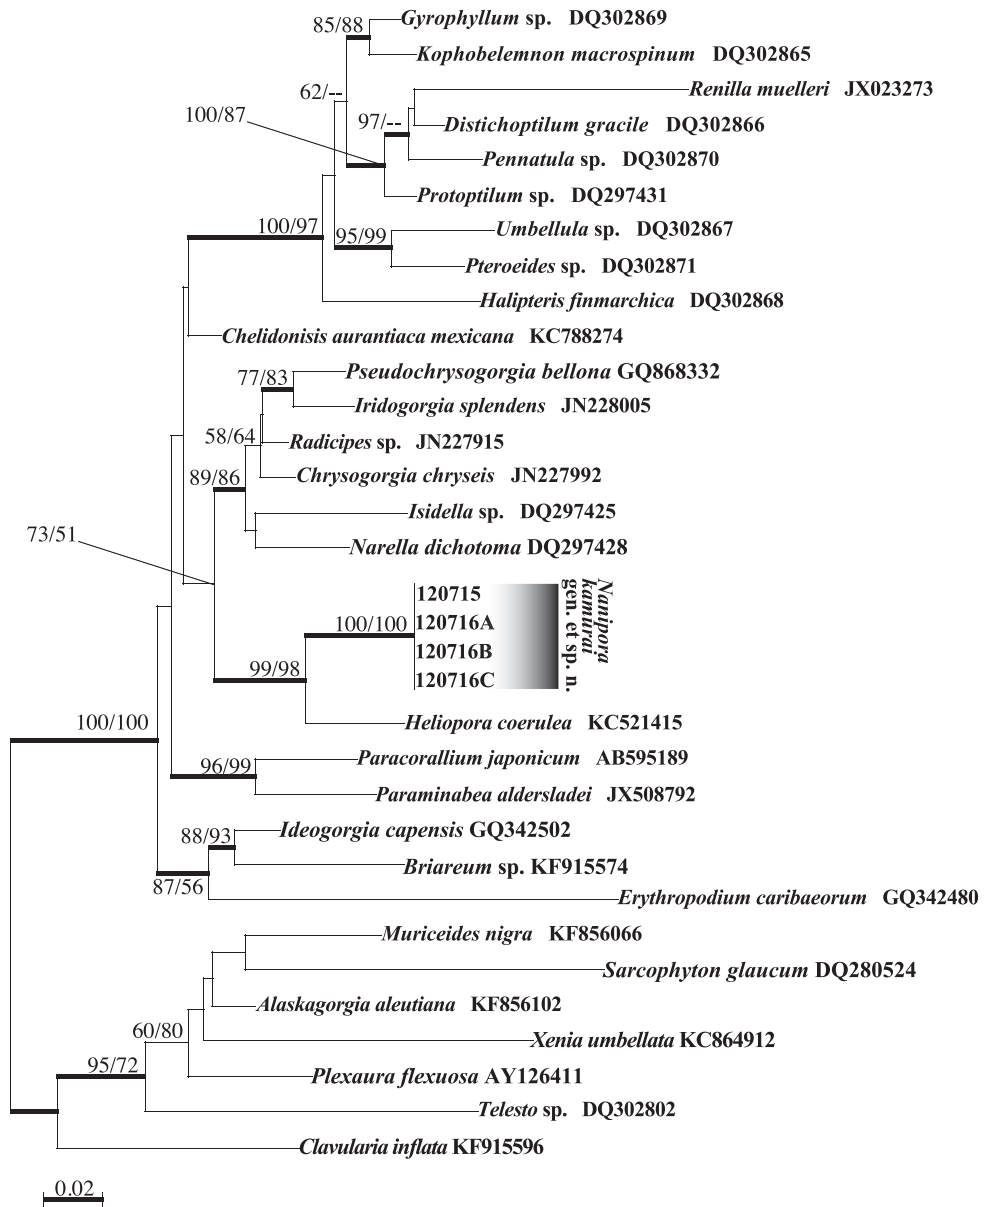 85/88
Gyrophyllum sp. DQ302869
Kophobelemnon macrospinum DQ302865
62/--
Renilla muelleri JX023273
100/87
97/--
Distichoptilum gracile DQ302866
Pennatula sp. DQ302870
Protoptilum sp. DQ297431
100/97
95/99
Umbellula sp. DQ302867
Pteroeides sp. DQ302871
Halipteris finmarchica DQ302868
Chelidonisis aurantiaca mexicana KC788274
77/83
Pseudochrysogorgia bellona GQ868332
Iridogorgia splendens JN228005
58/64
Radicipes sp. JN227915
89/86
Chrysogorgia chryseis JN227992
Isidella sp. DQ297425
73/51
Narella dichotoma DQ297428
100/100
120715
120716A
120716B
120716C
Nanipora
kamurai
gen. et sp. n.
99/98
Heliopora coerulea KC521415
100/100
96/99
Paracorallium japonicum AB595189
Paraminabea aldersladei JX508792
88/93
Ideogorgia capensis GQ342502
Briareum sp. KF915574
87/56
Erythropodium caribaeorum GQ342480
Muriceides nigra KF856066
Sarcophyton glaucum DQ280524
Alaskagorgia aleutiana KF856102
60/80
Xenia umbellata KC864912
95/72
Plexaura flexuosa AY126411
Telesto sp. DQ302802
Clavularia inflata KF915596
0.02